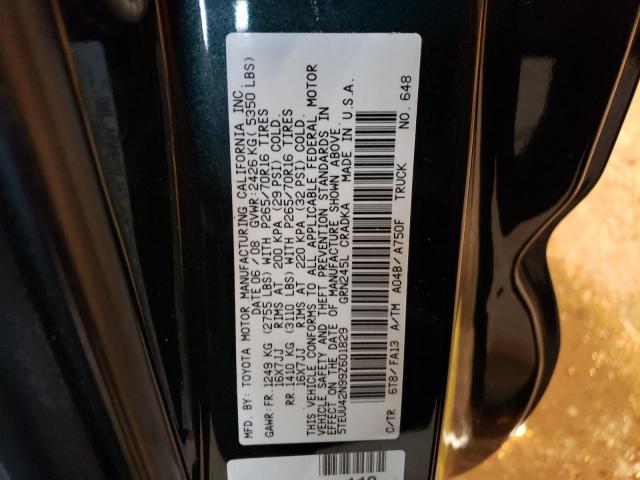 MFD. BY: TOYOTA MOTOR MANUFACTURING CALIFORNIA INC.
DATE 06 / 08 GVWR: 2426 KG( 5350 LBS)
GAWR:FR.1249 KG (2755 LBS) WITH P265/70R16 TIRES
16X7JJ RIMS AT 200 KPA (29 PSI) COLD.
RR.1410 KG (3110 LBS) WITH P265/70R16 TIRES
16X7JJ RIMS AT 220 KPA (32 PSI) COLD.
THIS VEHICLE CONFORMS TO ALL APPLICABLE FEDERAL MOTOR
VEHICLE SAFETY AND THEFT PREVENTION STANDARDS IN
EFFECT ON THE DATE OF MANUFACTURE SHOWN ABOVE.
5TEUU42N99Z601829 GRN245L CRADKA MADE IN U.S.A.
C/TR 6T8/ FA13 A/TM A04B/ A750F TRUCK NO. 648